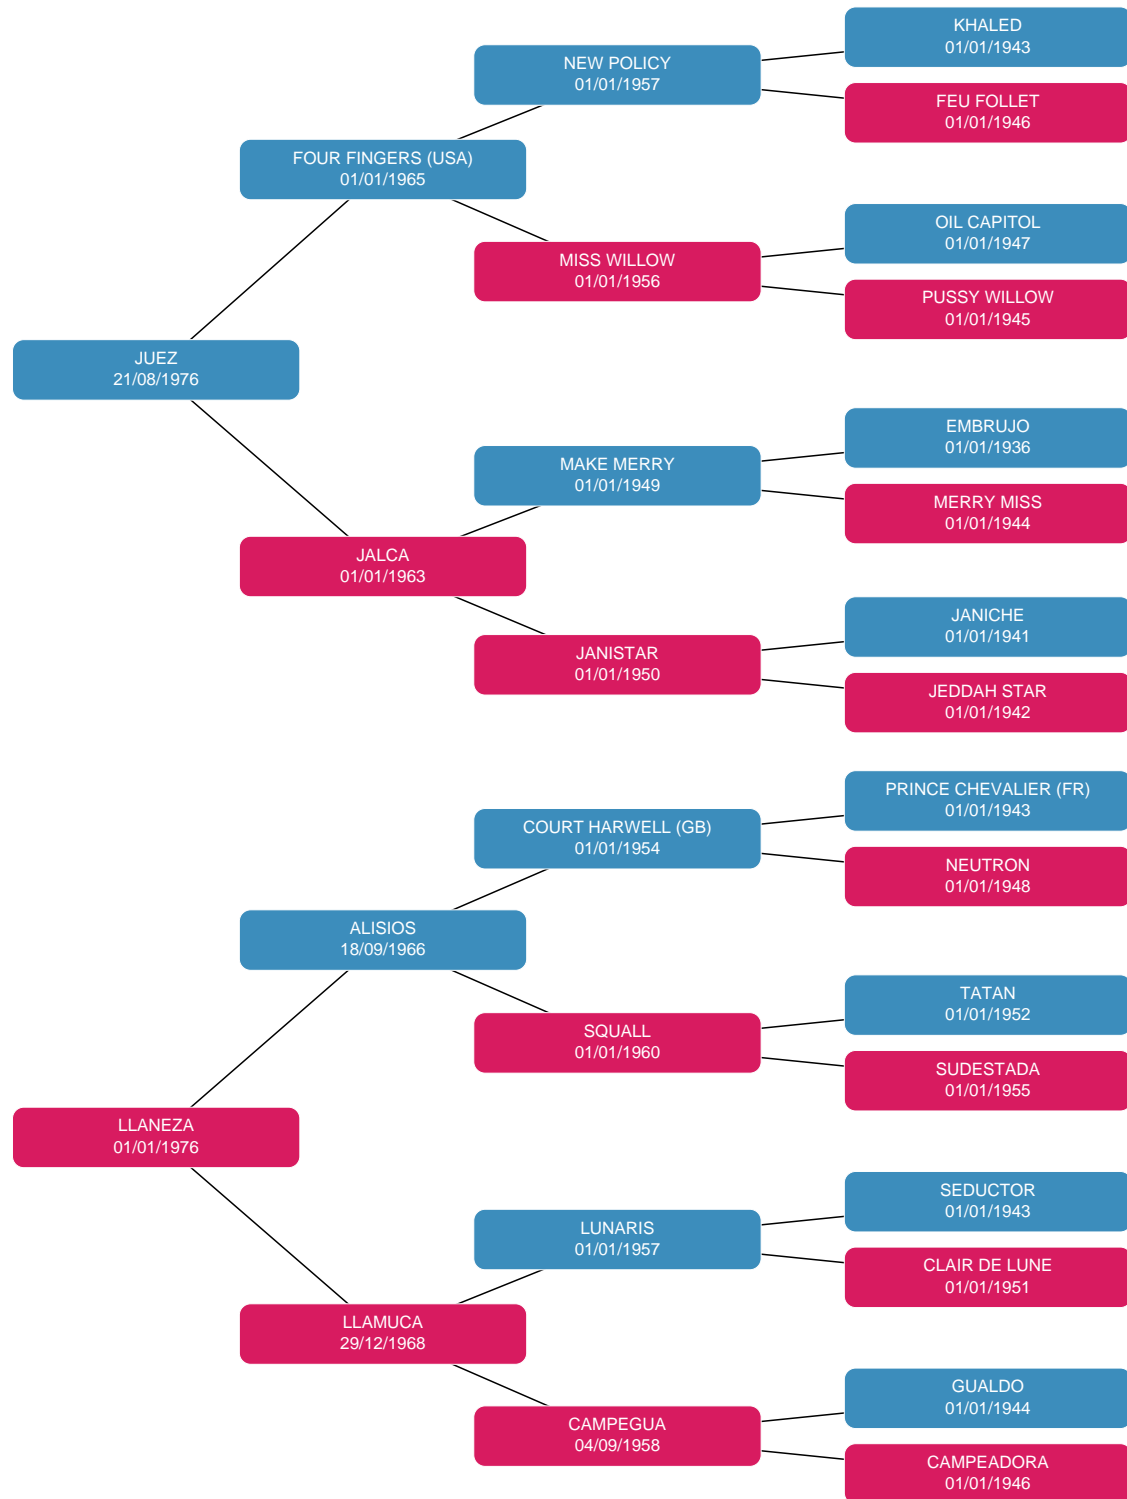 KHALED
01/01/1943
NEW POLICY
01/01/1957
FEU FOLLET
01/01/1946
FOUR FINGERS (USA)
01/01/1965
OIL CAPITOL
01/01/1947
MISS WILLOW
01/01/1956
PUSSY WILLOW
01/01/1945
JUEZ
21/08/1976
EMBRUJO
01/01/1936
MAKE MERRY
01/01/1949
MERRY MISS
01/01/1944
JALCA
01/01/1963
JANICHE
01/01/1941
JANISTAR
01/01/1950
JEDDAH STAR
01/01/1942
PRINCE CHEVALIER (FR)
01/01/1943
COURT HARWELL (GB)
01/01/1954
NEUTRON
01/01/1948
ALISIOS
18/09/1966
TATAN
01/01/1952
SQUALL
01/01/1960
SUDESTADA
01/01/1955
LLANEZA
01/01/1976
SEDUCTOR
01/01/1943
LUNARIS
01/01/1957
CLAIR DE LUNE
01/01/1951
LLAMUCA
29/12/1968
GUALDO
01/01/1944
CAMPEGUA
04/09/1958
CAMPEADORA
01/01/1946